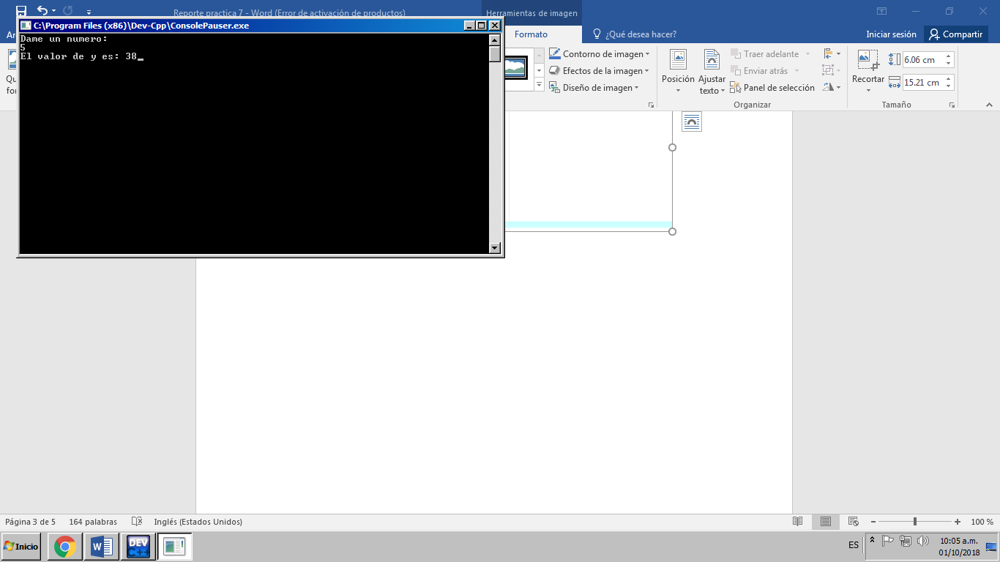 Reporte practica 7 - Word (Error de activación de productos)
Herramientas de imagen
C:\Program Files (x86)\Dev-Cpp\ConsolePauser.exe
Dame un numero:
5
El valor de y es: 38
Formato
¿Qué desea hacer?
Iniciar sesión
Compartir
Contorno de imagen
Efectos de la imagen
Diseño de imagen
Posición
Ajustar
texto
Traer adelante
Enviar atrás
Panel de selección
Organizar
Recortar
6.06 cm
15.21 cm
Tamaño
Página 3 de 5
164 palabras
Inglés (Estados Unidos)
100 %
Inicio
W
DEV
C++
ES
10:05 a.m.
01/10/2018